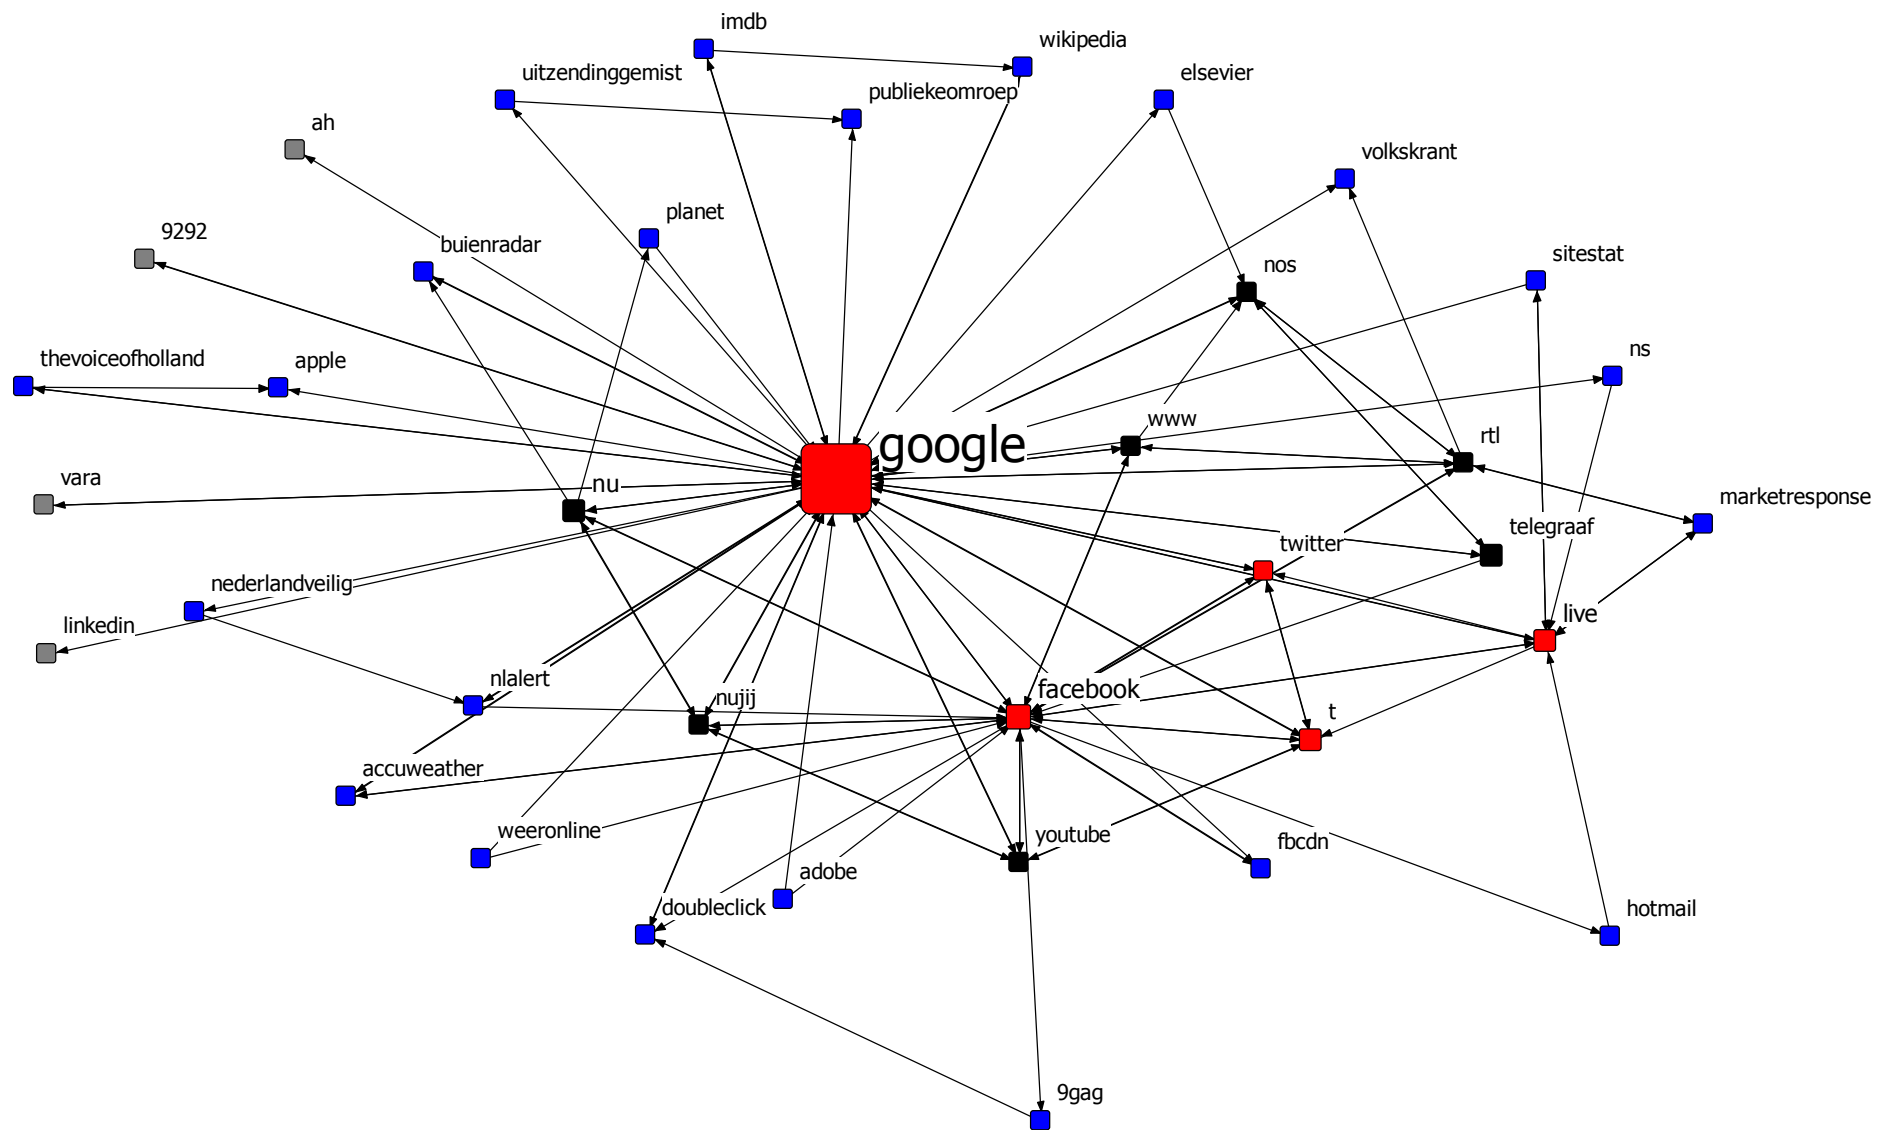 imdb
wikipedia
uitzendinggemist
elsevier
publiekeomroep
ah
volkskrant
planet
9292
buienradar
sitestat
nos
thevoiceofholland
apple
ns
www
google
rtl
nu
vara
marketresponse
telegraaf
twitter
nederlandveilig
live
linkedin
nlalert
facebook
nujij
t
accuweather
weeronline
youtube
fbcdn
adobe
doubleclick
hotmail
9gag